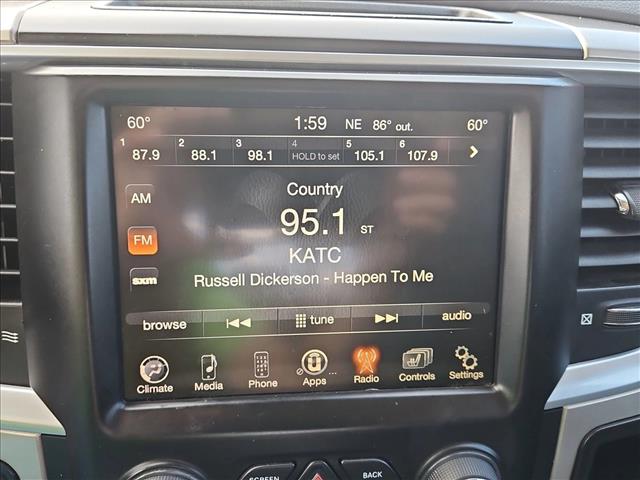 60° 1:59 NE 86° out. 60°
1 2 3 4 5 6
87.9 88.1 98.1 HOLD to set 105.1 107.9
AM
Country
95.1 ST
FM
KATC
sxm
Russell Dickerson - Happen To Me
browse tune audio
Climate Media Phone Apps Radio Controls Settings
SCREEN BACK